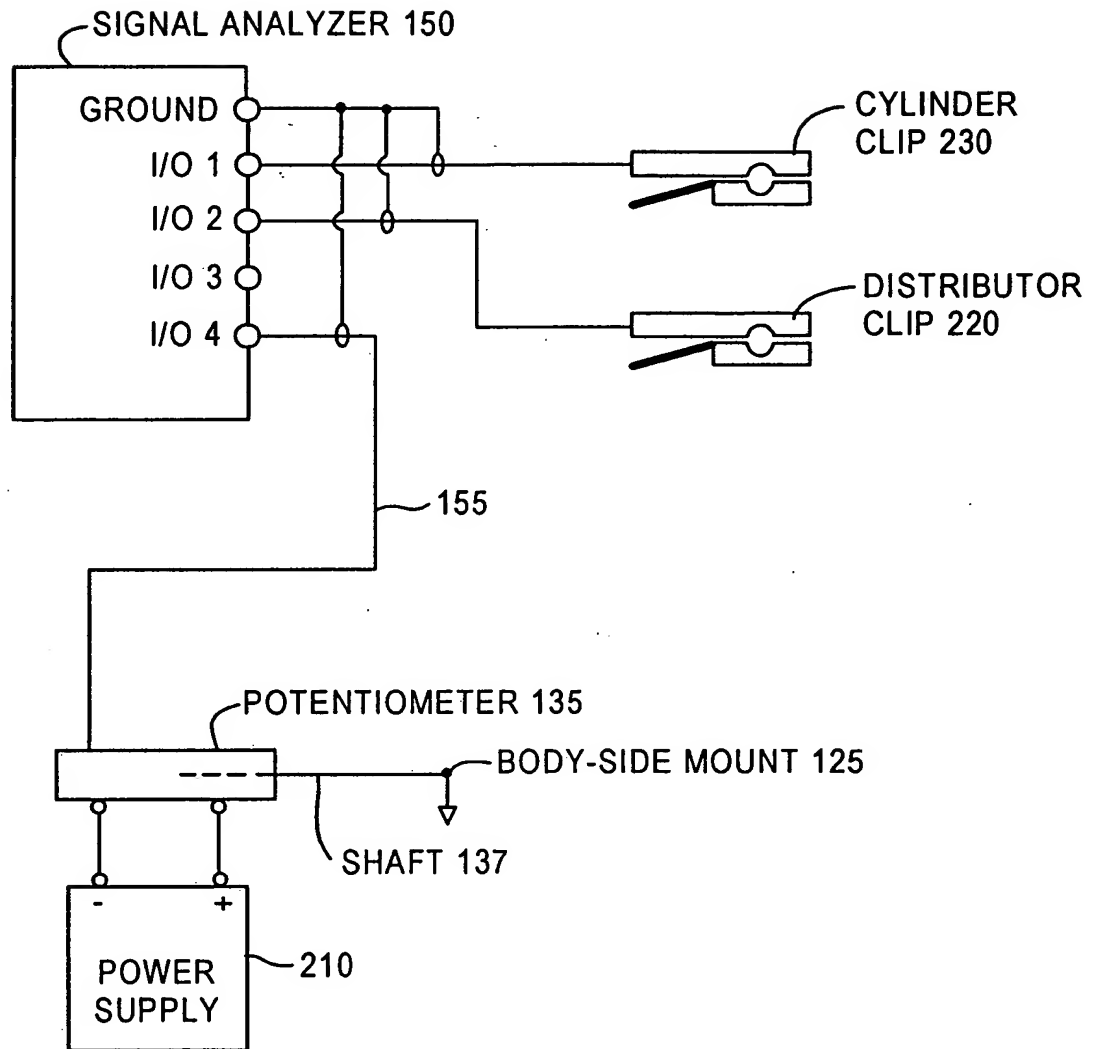 SIGNAL ANALYZER 150
GROUND
I/O 1
I/O 2
I/O 3
I/O 4
CYLINDER
CLIP 230
DISTRIBUTOR
CLIP 220
155
POTENTIOMETER 135
BODY-SIDE MOUNT 125
SHAFT 137
- +
POWER
SUPPLY
210